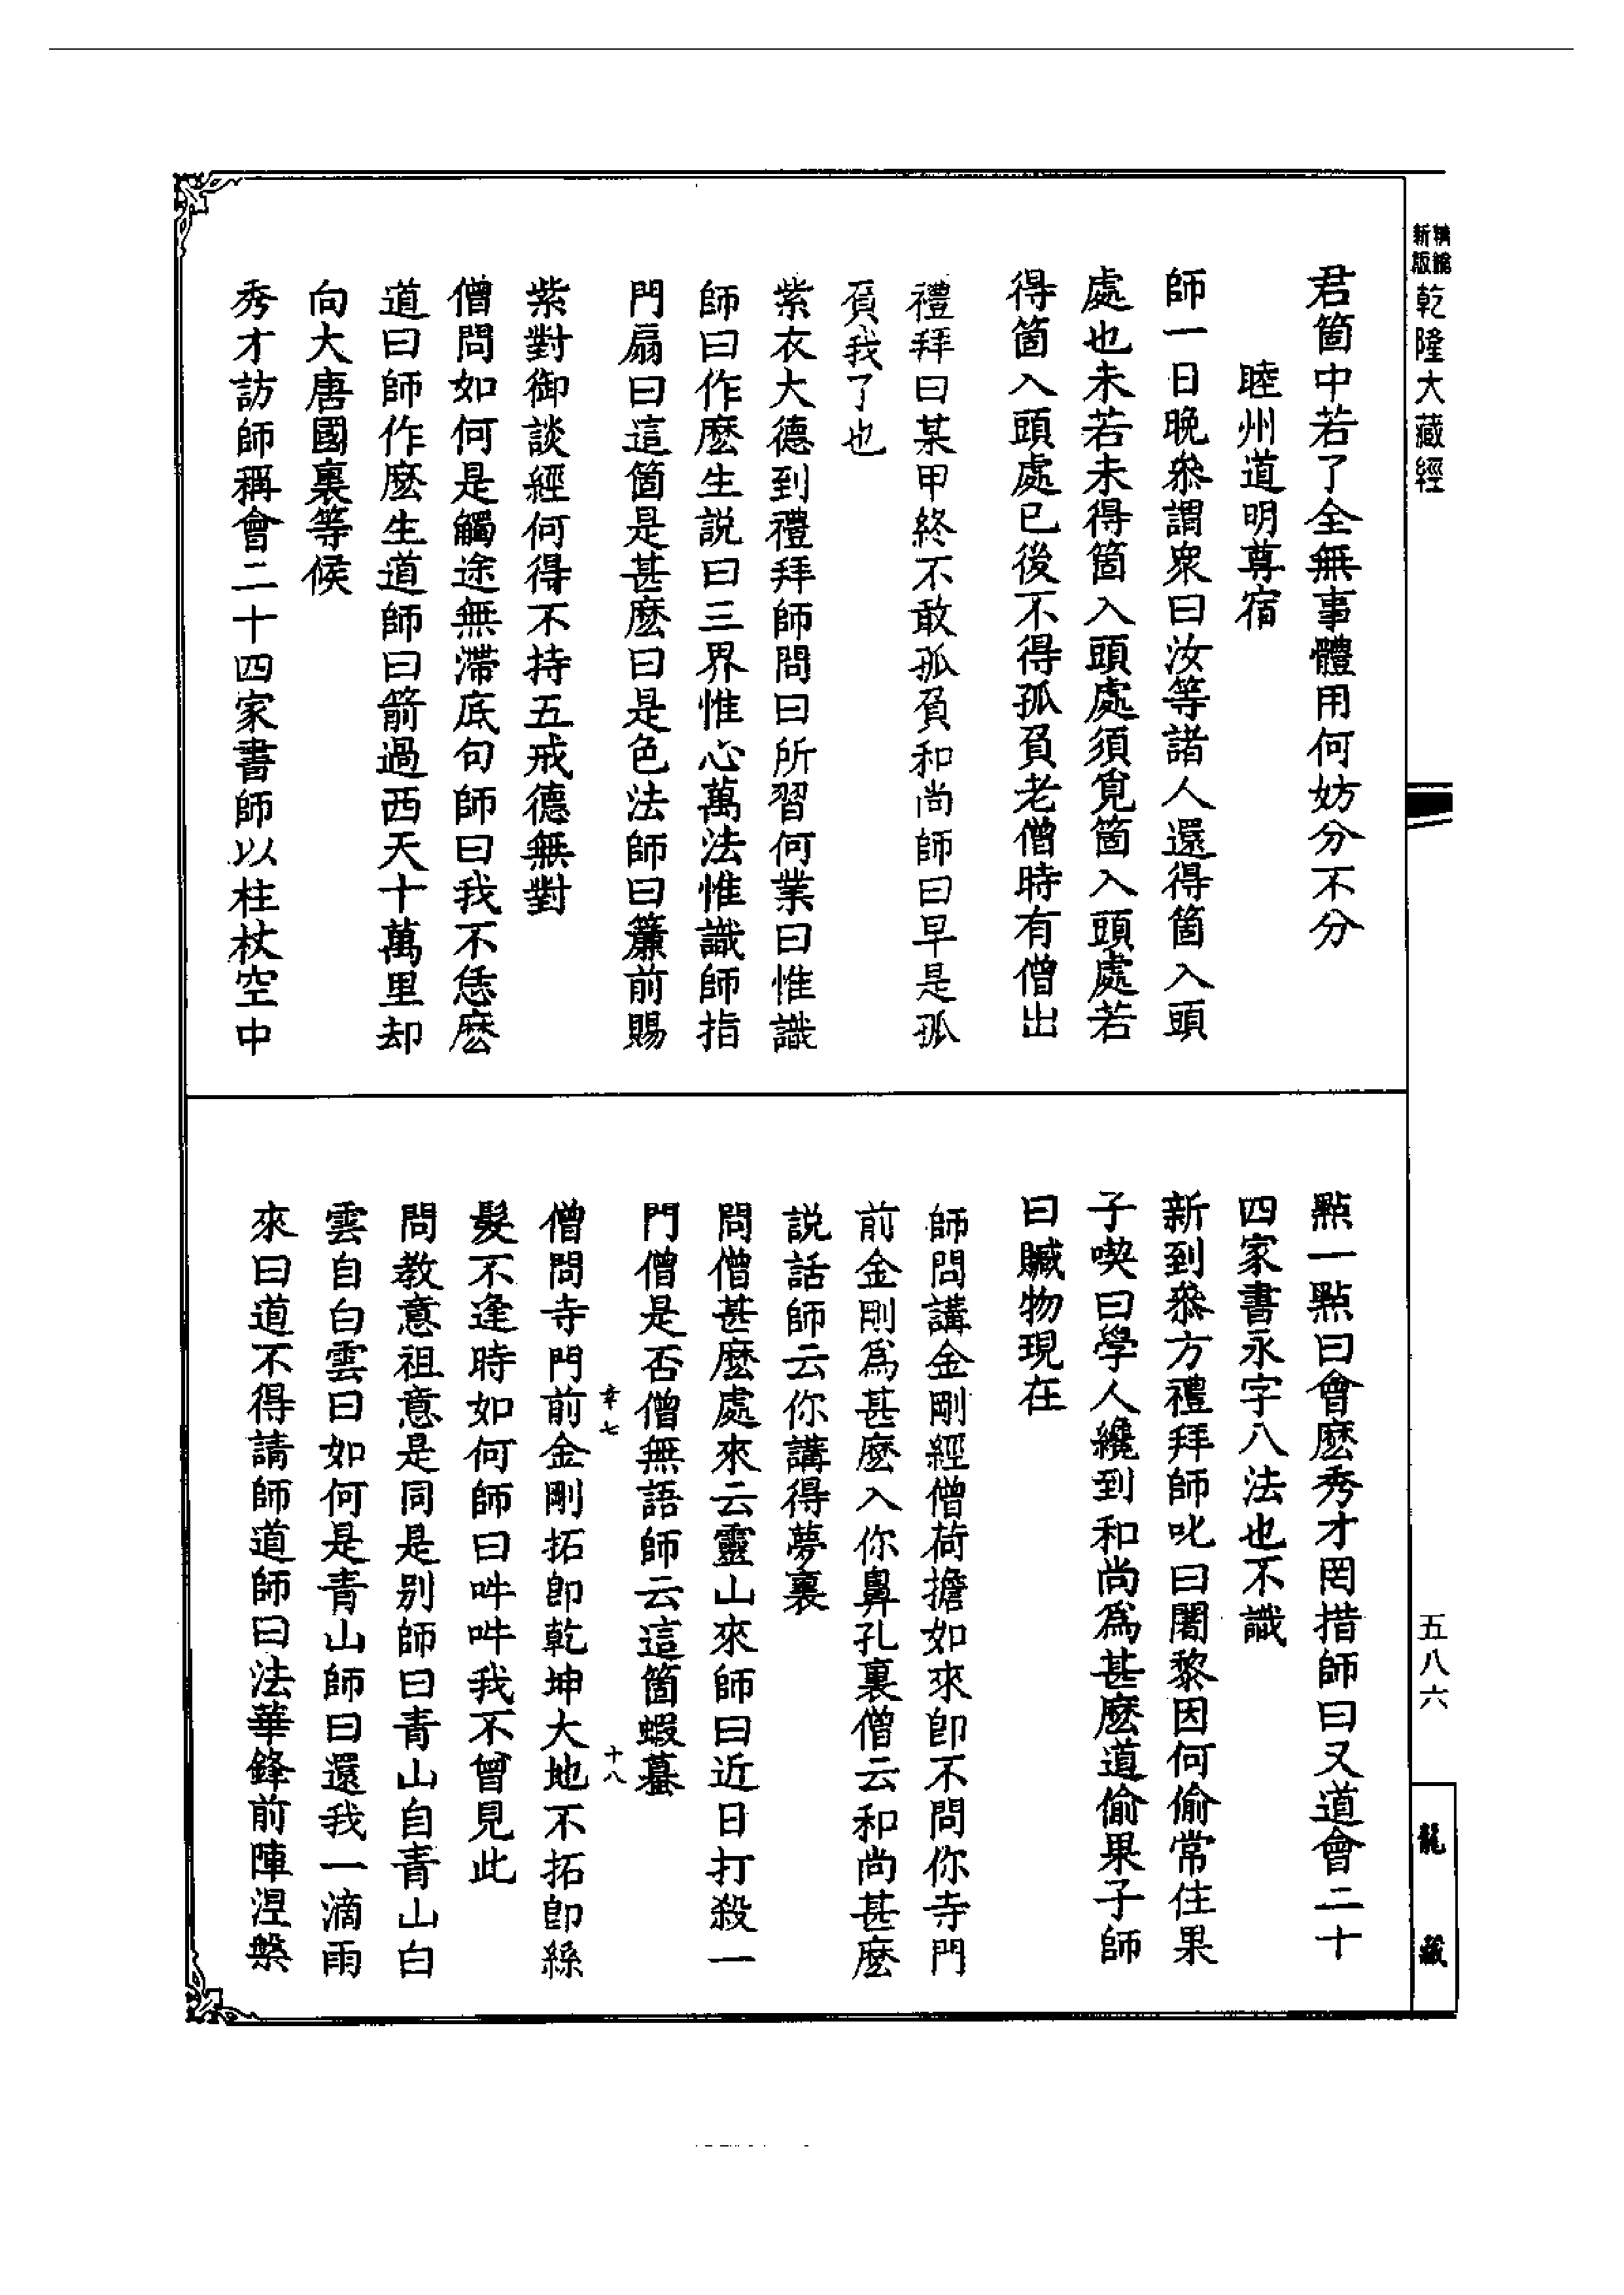 精編
新版
乾隆大藏經
君箇中若了全無事體用何妨分不分
睦州道明尊宿
師一日晚叅謂衆曰汝等諸人還得箇入頭
處也未若未得箇入頭處須覓箇入頭處若
得箇入頭處已後不得孤負老僧時有僧出
禮拜曰某甲終不敢孤負和尚師曰早是孤
負我了也
紫衣大德到禮拜師問曰所習何業曰惟識
師曰作麽生説曰三界惟心萬法惟識師指
門扇曰這箇是甚麽曰是色法師曰簾前賜
紫對御談經何得不持五戒德無對
僧問如何是觸途無滯底句師曰我不恁麽
道曰師作麽生道師曰箭過西天十萬里却
向大唐國裏等候
秀才訪師稱會二十四家書師以柱杖空中
點一點曰會麽秀才罔措師曰又道會二十
四家書永字八法也不識
新到叅方禮拜師叱曰闍黎因何偷常住果
子喫曰學人纔到和尚爲甚麽道偷果子師
曰贓物現在
師問講金剛經僧荷擔如來卽不問你寺門
前金剛爲甚麽入你鼻孔裏僧云和尚甚麽
説話師云你講得夢裏
問僧甚麽處來云靈山來師曰近日打殺一
門僧是否僧無語師云這箇蝦蟇
幸七
十八
僧問寺門前金剛拓卽乾坤大地不拓卽絲
髮不逢時如何師曰吽吽我不曾見此
問教意祖意是同是别師曰青山自青山白
雲自白雲曰如何是青山師曰還我一滴雨
來曰道不得請師道師曰法華鋒前陣涅槃
五八六
龍藏